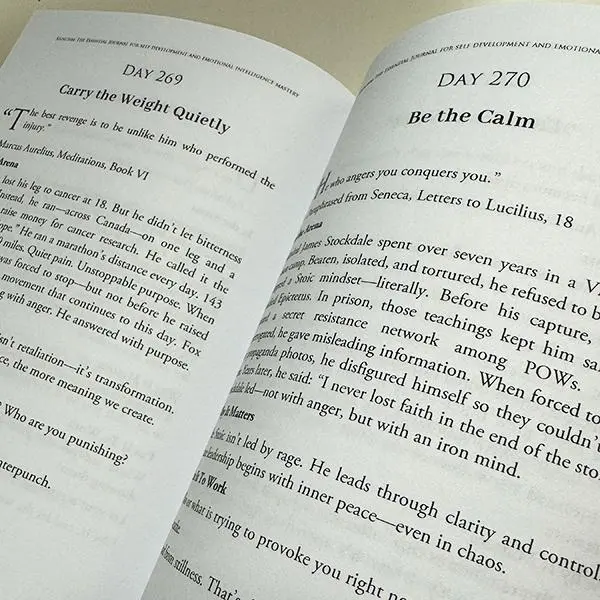 STOICISM: THE ESSENTIAL JOURNAL FOR SELF DEVELOPMENT AND EMOTIONAL INTELLIGENCE MASTERY
DAY 269
Carry the Weight Quietly
"The best revenge is to be unlike him who performed the
injury."
Marcus Aurelius, Meditations, Book VI
Arena
lost his leg to cancer at 18. But he didn't let bitterness
Instead, he ran—across Canada—on one leg and a
raise money for cancer research. He called it the
ope." He ran a marathon's distance every day. 143
miles. Quiet pain. Unstoppable purpose. When
was forced to stop—but not before he raised
movement that continues to this day. Fox
g with anger. He answered with purpose.
sn't retaliation—it's transformation.
ce, the more meaning we create.
? Who are you punishing?
nterpunch.
THE ESSENTIAL JOURNAL FOR SELF DEVELOPMENT AND EMOTIONAL
DAY 270
Be the Calm
who angers you conquers you."
paraphrased from Seneca, Letters to Lucilius, 18
Arena
James Stockdale spent over seven years in a V
camp. Beaten, isolated, and tortured, he refused to b
a Stoic mindset—literally. Before his capture,
Epictetus. In prison, those teachings kept him sa
a secret resistance network among POWs.
he gave misleading information. When forced to
propaganda photos, he disfigured himself so they couldn't
Years later, he said: "I never lost faith in the end of the sto
led—not with anger, but with an iron mind.
Matters
isn't led by rage. He leads through clarity and control
leadership begins with inner peace—even in chaos.
To Work
or what is trying to provoke you right ne
stillness. That's